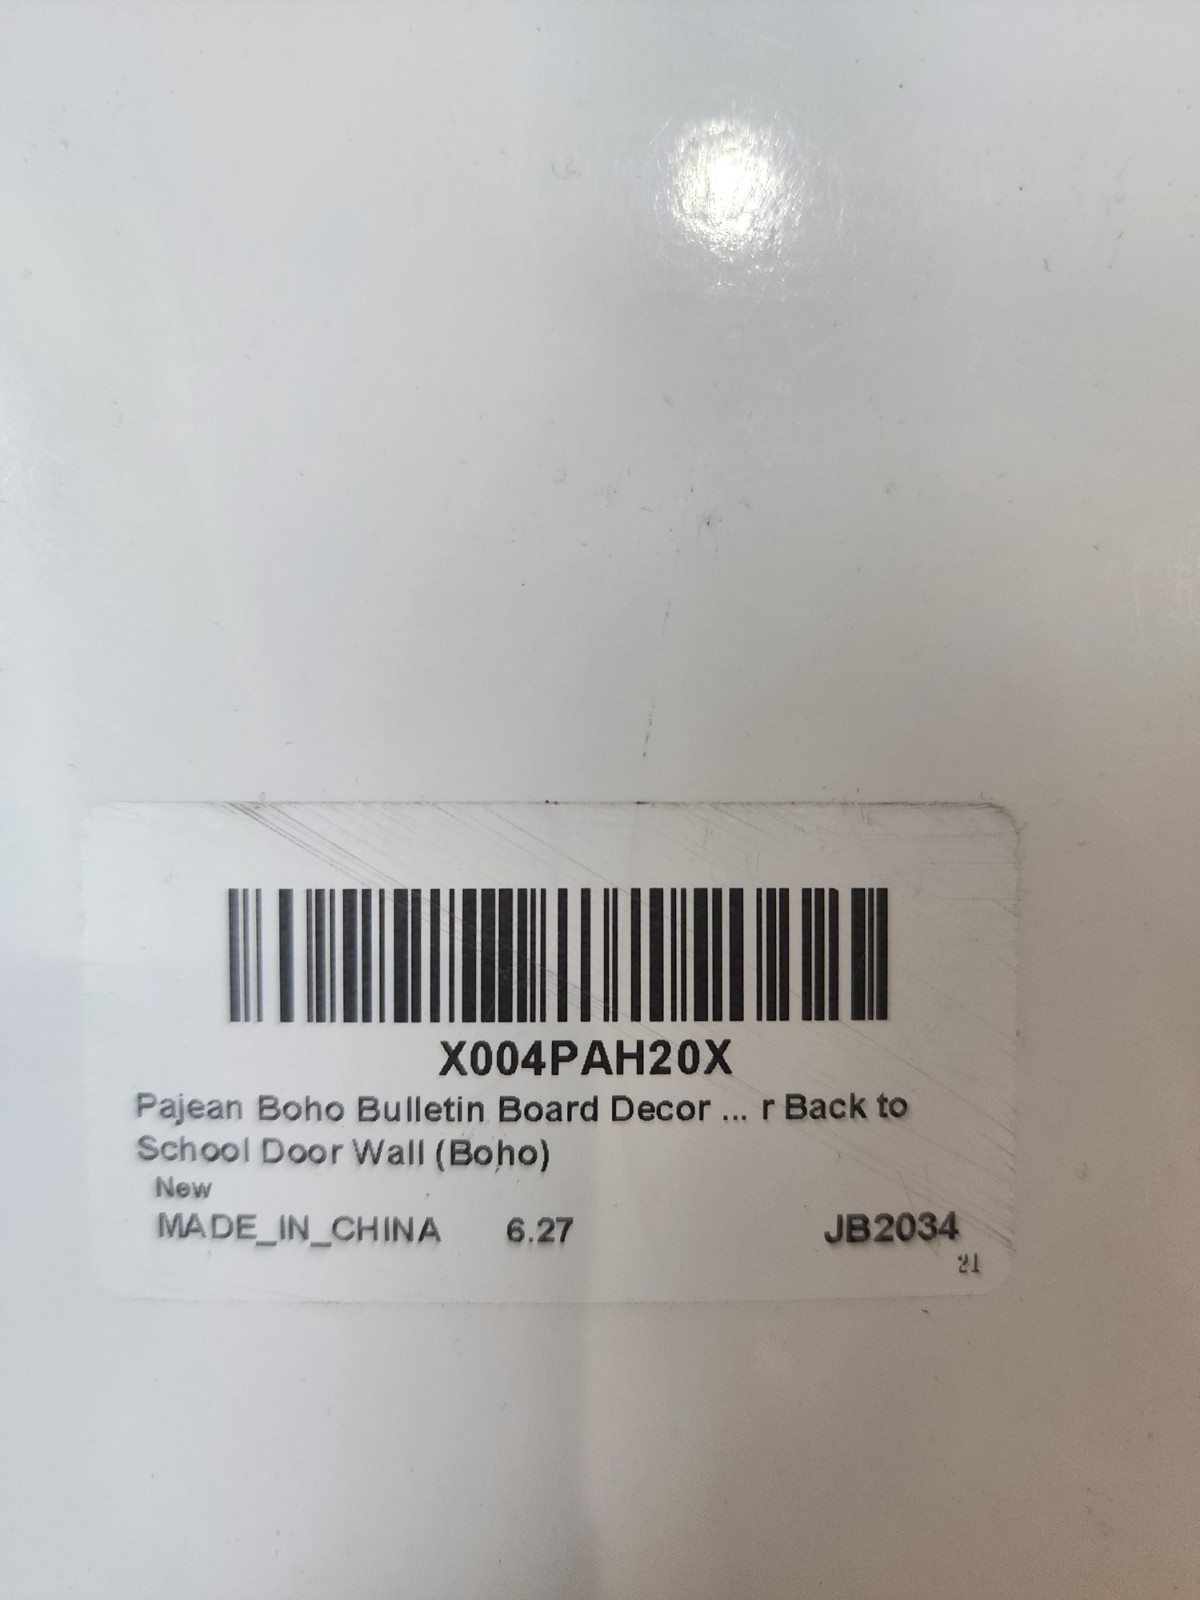 X004PAH20X
Pajean Boho Bulletin Board Decor ... r Back to
School Door Wall (Boho)
New
MADE_IN_CHINA 6.27 JB2034
21